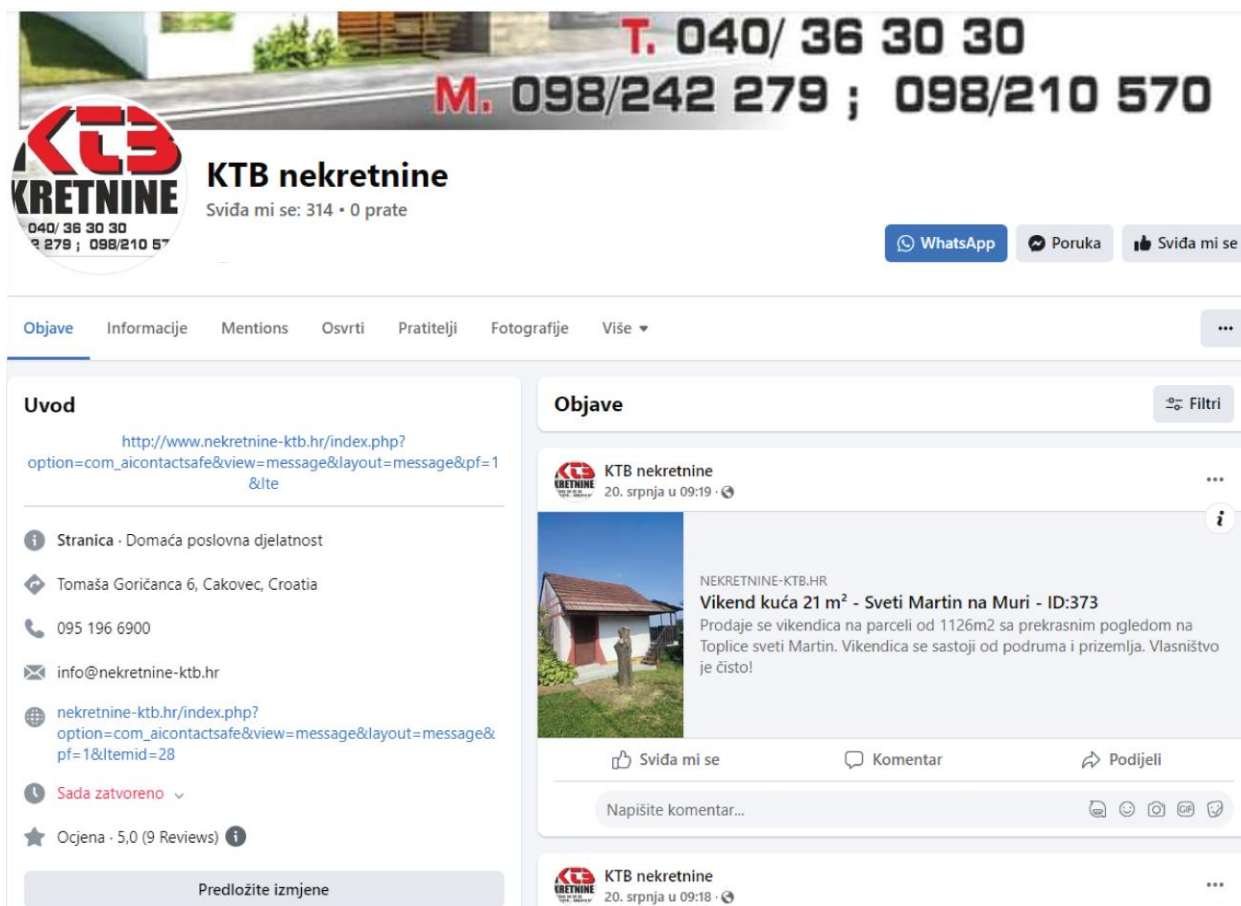 T. 040/ 36 30 30
M. 098/242 279 ; 098/210 570
KTB
KRETNINE
040/ 36 30 30
2 279 ; 098/210 57
KTB nekretnine
Sviđa mi se: 314 • 0 prate
WhatsApp
Poruka
Sviđa mi se
Objave Informacije Mentions Osvrti Pratitelji Fotografije Više
Uvod
http://www.nekretnine-ktb.hr/index.php?
option=com_aicontactsafe&view=message&layout=message&pf=1
&Ite
Stranica · Domaća poslovna djelatnost
Tomaša Goričanca 6, Cakovec, Croatia
095 196 6900
info@nekretnine-ktb.hr
nekretnine-ktb.hr/index.php?
option=com_aicontactsafe&view=message&layout=message&
pf=1&Itemid=28
Sada zatvoreno
Ocjena · 5,0 (9 Reviews)
Predložite izmjene
Objave
Filtri
KTB
KRETNINE
KTB nekretnine
20. srpnja u 09:19 ·
NEKRETNINE-KTB.HR
Vikend kuća 21 m² - Sveti Martin na Muri - ID:373
Prodaje se vikendica na parceli od 1126m2 sa prekrasnim pogledom na
Toplice sveti Martin. Vikendica se sastoji od podruma i prizemlja. Vlasništvo
je čisto!
Sviđa mi se Komentar Podijeli
Napišite komentar...
GIF
KTB
KRETNINE
KTB nekretnine
20. srpnja u 09:18 ·